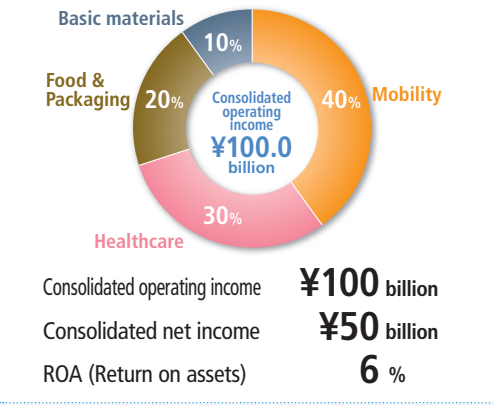 Basic materials
10%
Food &
Packaging
20%
Consolidated
operating
income
¥100.0
billion
40%
Mobility
30%
Healthcare
Consolidated operating income ¥100 billion
Consolidated net income ¥50 billion
ROA (Return on assets) 6 %